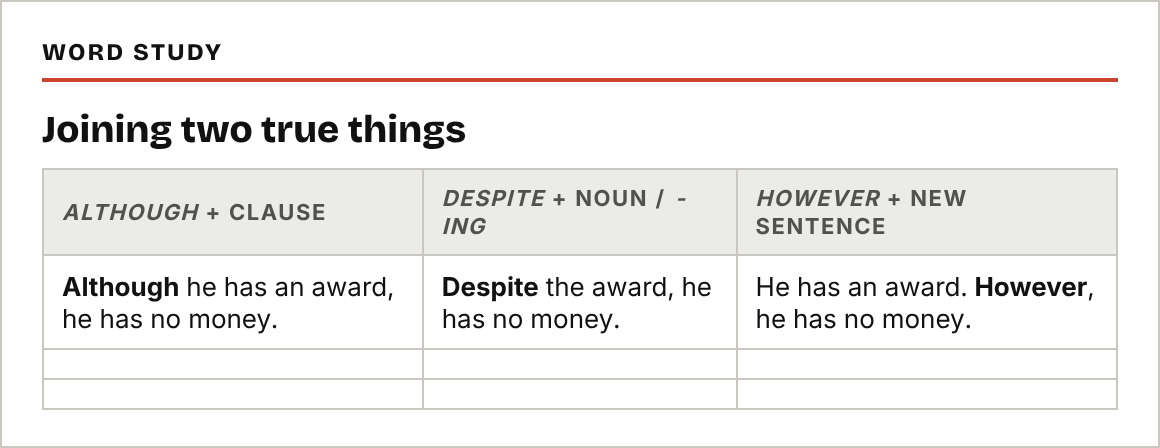 WORD STUDY
Joining two true things
ALTHOUGH + CLAUSE
DESPITE + NOUN / -
ING
HOWEVER + NEW
SENTENCE
Although he has an award,
he has no money.
Despite the award, he
has no money.
He has an award. However,
he has no money.